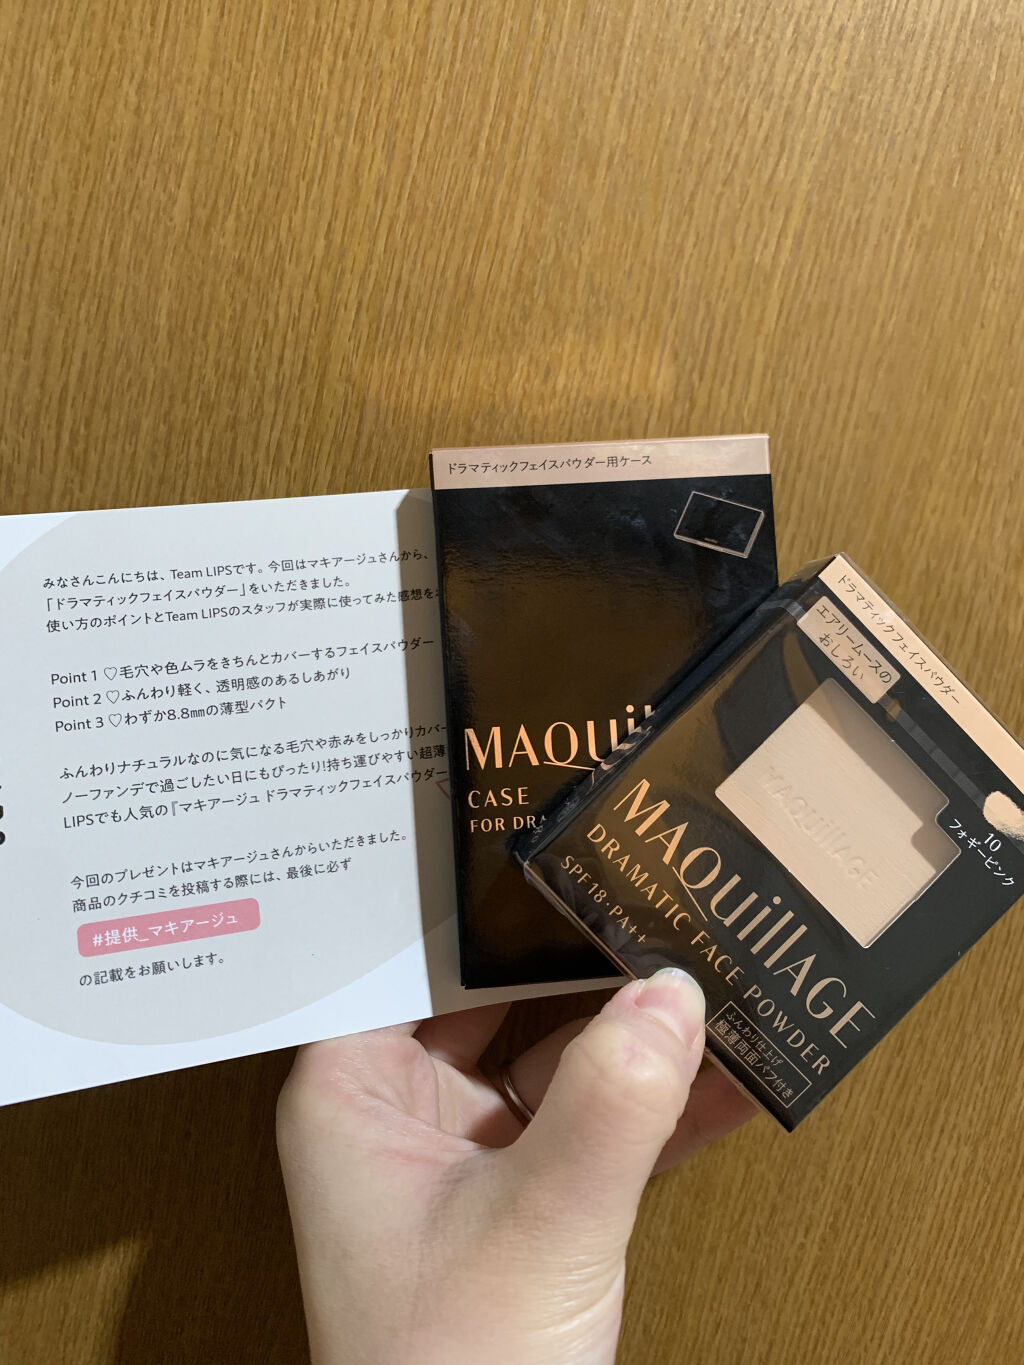 みなさんこんにちは、Team LIPSです。今回はマキアージュさんから、
「ドラマティックフェイスパウダー」をいただきました。
使い方のポイントとTeam LIPSのスタッフが実際に使ってみた感想を
Point 1 ♡毛穴や色ムラをきちんとカバーするフェイスパウダー
Point 2 ♡ふんわり軽く、透明感のあるしあがり
Point 3 ♡わずか8.8㎜の薄型パクト
ふんわりナチュラルなのに気になる毛穴や赤みをしっかりカバー
ノーファンデで過ごしたい日にもぴったり!持ち運びやすい超薄
LIPSでも人気の『マキアージュ ドラマティックフェイスパウダー
今回のプレゼントはマキアージュさんからいただきました。
商品のクチコミを投稿する際には、最後に必ず
#提供_マキアージュ
の記載をお願いします。
ドラマティックフェイスパウダー用ケース
MAQUil
CASE
FOR DRA
ドラマティックフェイスパウダー
エアリームースの
おしろい
MAQUillAGE
10
フォギーピンク
MAQUillAGE
DRAMATIC FACE POWDER
SPF18・PA++
ふんわり仕上げ
極薄両面パフ付き